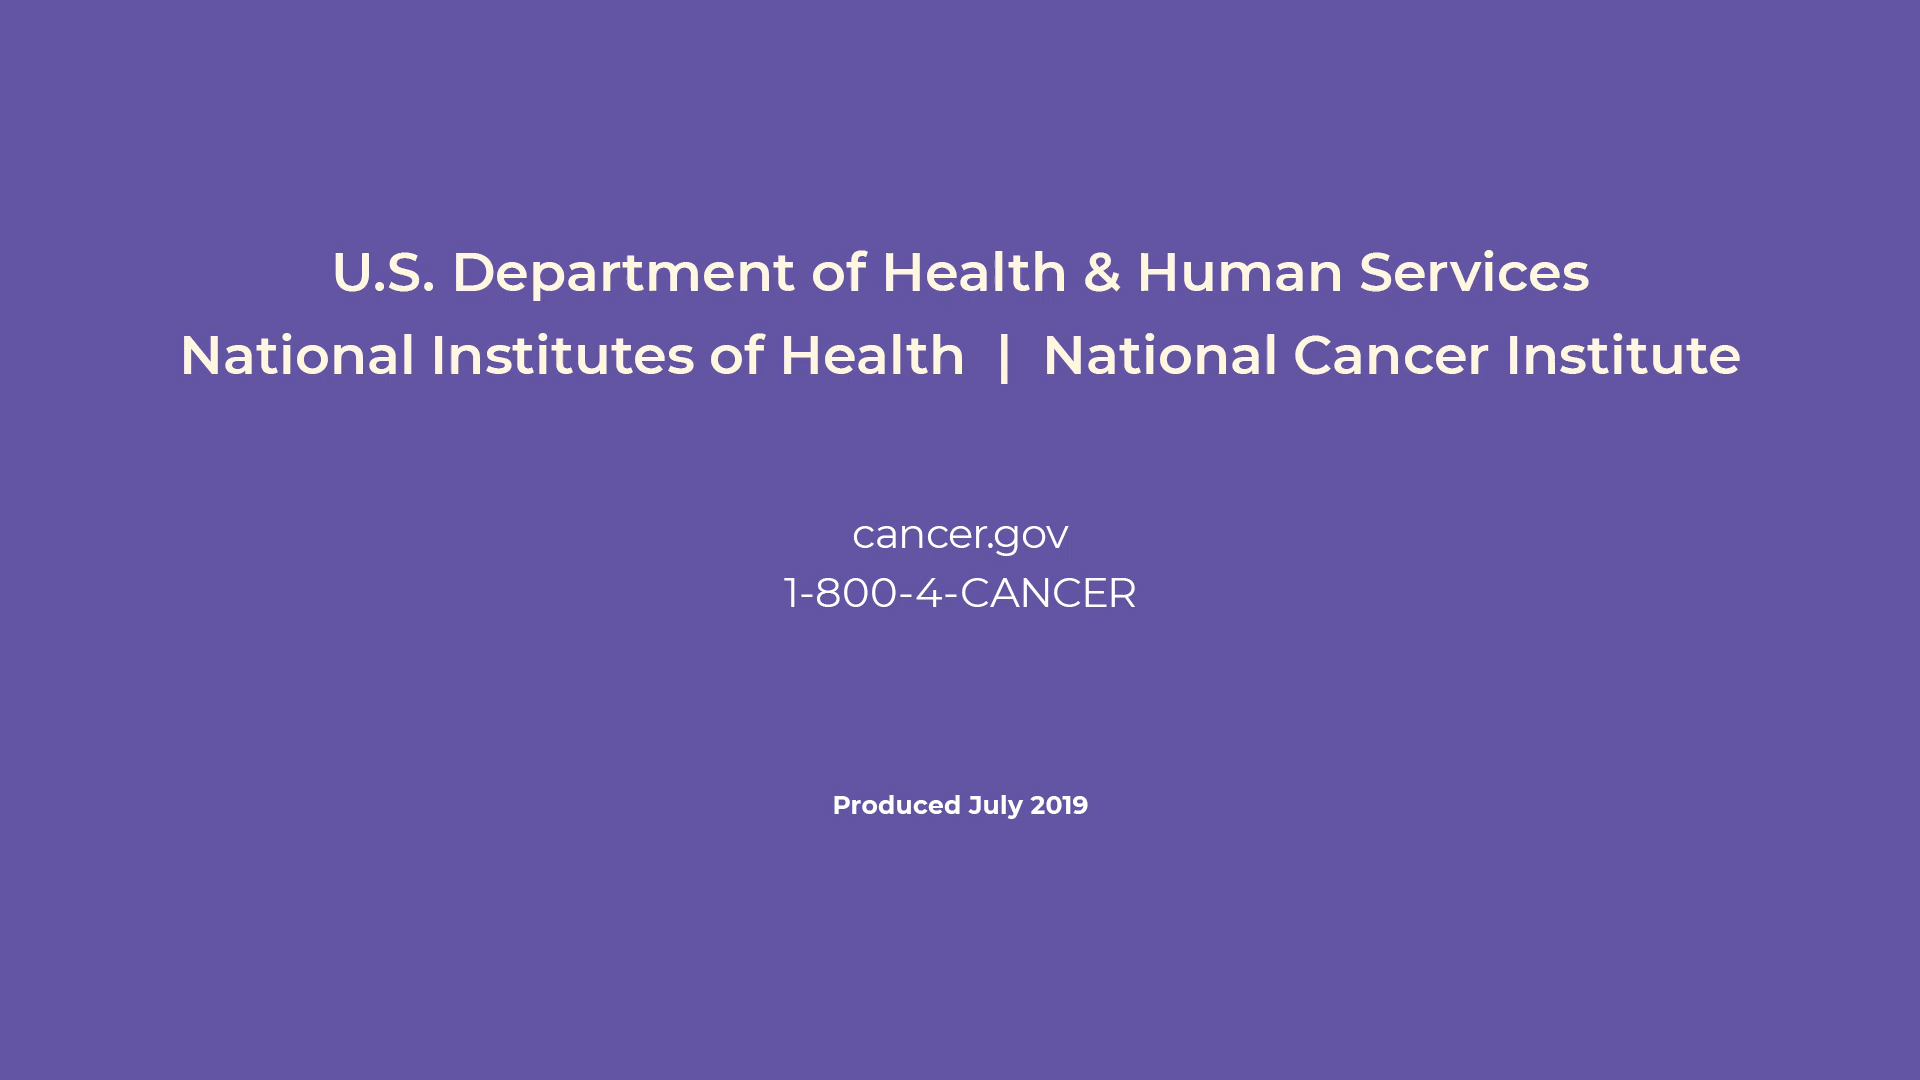 U.S. Department of Health & Human Services
National Institutes of Health | National Cancer Institute
cancer.gov
1-800-4-CANCER
Produced July 2019